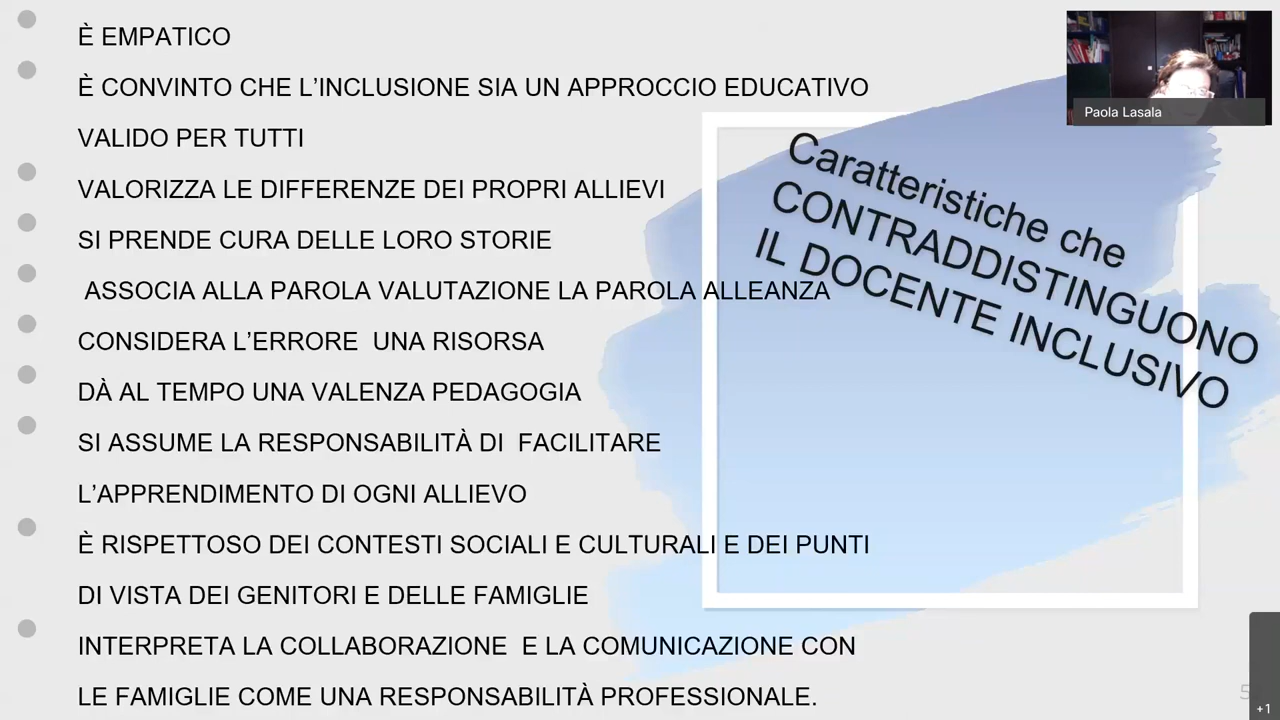 È EMPATICO
È CONVINTO CHE L’INCLUSIONE SIA UN APPROCCIO EDUCATIVO
VALIDO PER TUTTI
VALORIZZA LE DIFFERENZE DEI PROPRI ALLIEVI
SI PRENDE CURA DELLE LORO STORIE
ASSOCIA ALLA PAROLA VALUTAZIONE LA PAROLA ALLEANZA
CONSIDERA L’ERRORE UNA RISORSA
DÀ AL TEMPO UNA VALENZA PEDAGOGIA
SI ASSUME LA RESPONSABILITÀ DI FACILITARE
L’APPRENDIMENTO DI OGNI ALLIEVO
È RISPETTOSO DEI CONTESTI SOCIALI E CULTURALI E DEI PUNTI
DI VISTA DEI GENITORI E DELLE FAMIGLIE
INTERPRETA LA COLLABORAZIONE E LA COMUNICAZIONE CON
LE FAMIGLIE COME UNA RESPONSABILITÀ PROFESSIONALE.
Caratteristiche che
CONTRADDISTINGUONO
IL DOCENTE INCLUSIVO
Paola Lasala
5
+1